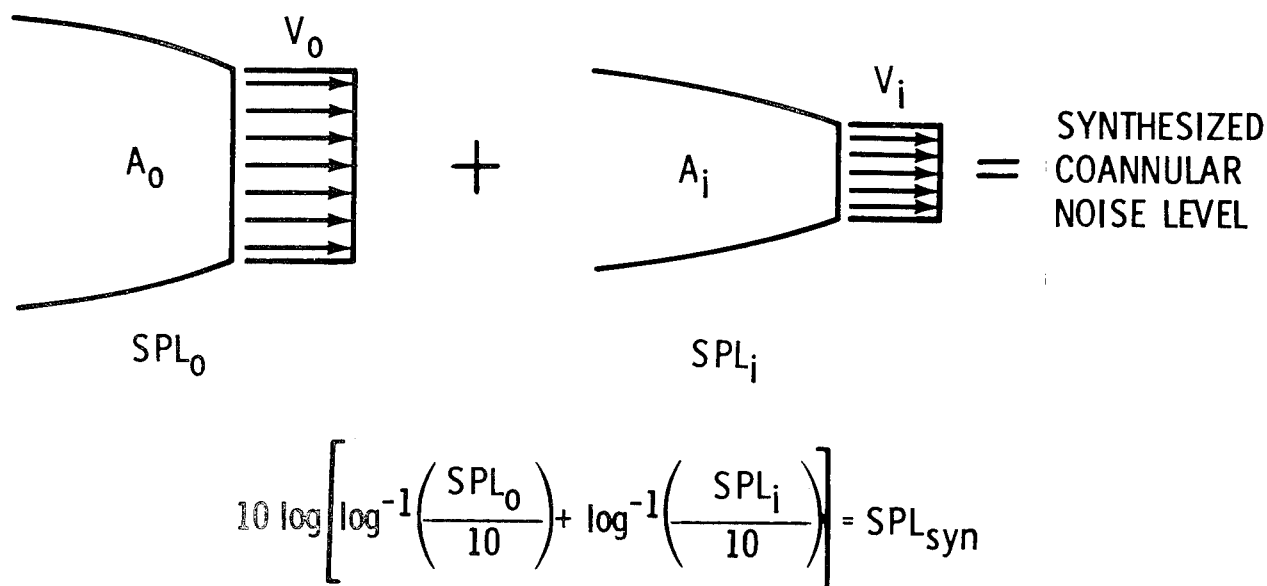 V₀
Vᵢ
A₀
+
Aᵢ
=
SYNTHESIZED
COANNULAR
NOISE LEVEL
SPL₀
SPLᵢ
10 log[log⁻¹(SPL₀/10) + log⁻¹(SPLᵢ/10)] = SPLsyn